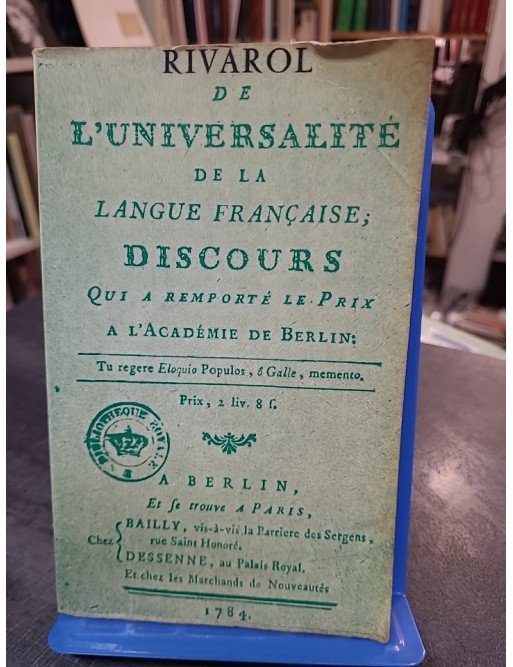 RIVAROL
DE
L'UNIVERSALITÉ
DE LA
LANGUE FRANÇAISE;
DISCOURS
QUI A REMPORTÉ LE PRIX
A L'ACADÉMIE DE BERLIN:
Tu regere Eloquio Populos, ô Galle, memento.
Prix, 2 liv. 8 ſ.
BIBLIOTHEQUE ROYALE
A BERLIN,
Et ſe trouve A PARIS,
Chez
BAILLY, vis-à-vis la Barriere des Sergens,
rue Saint Honoré.
DESSENNE, au Palais Royal,
Et chez les Marchands de Nouveautés
1784.